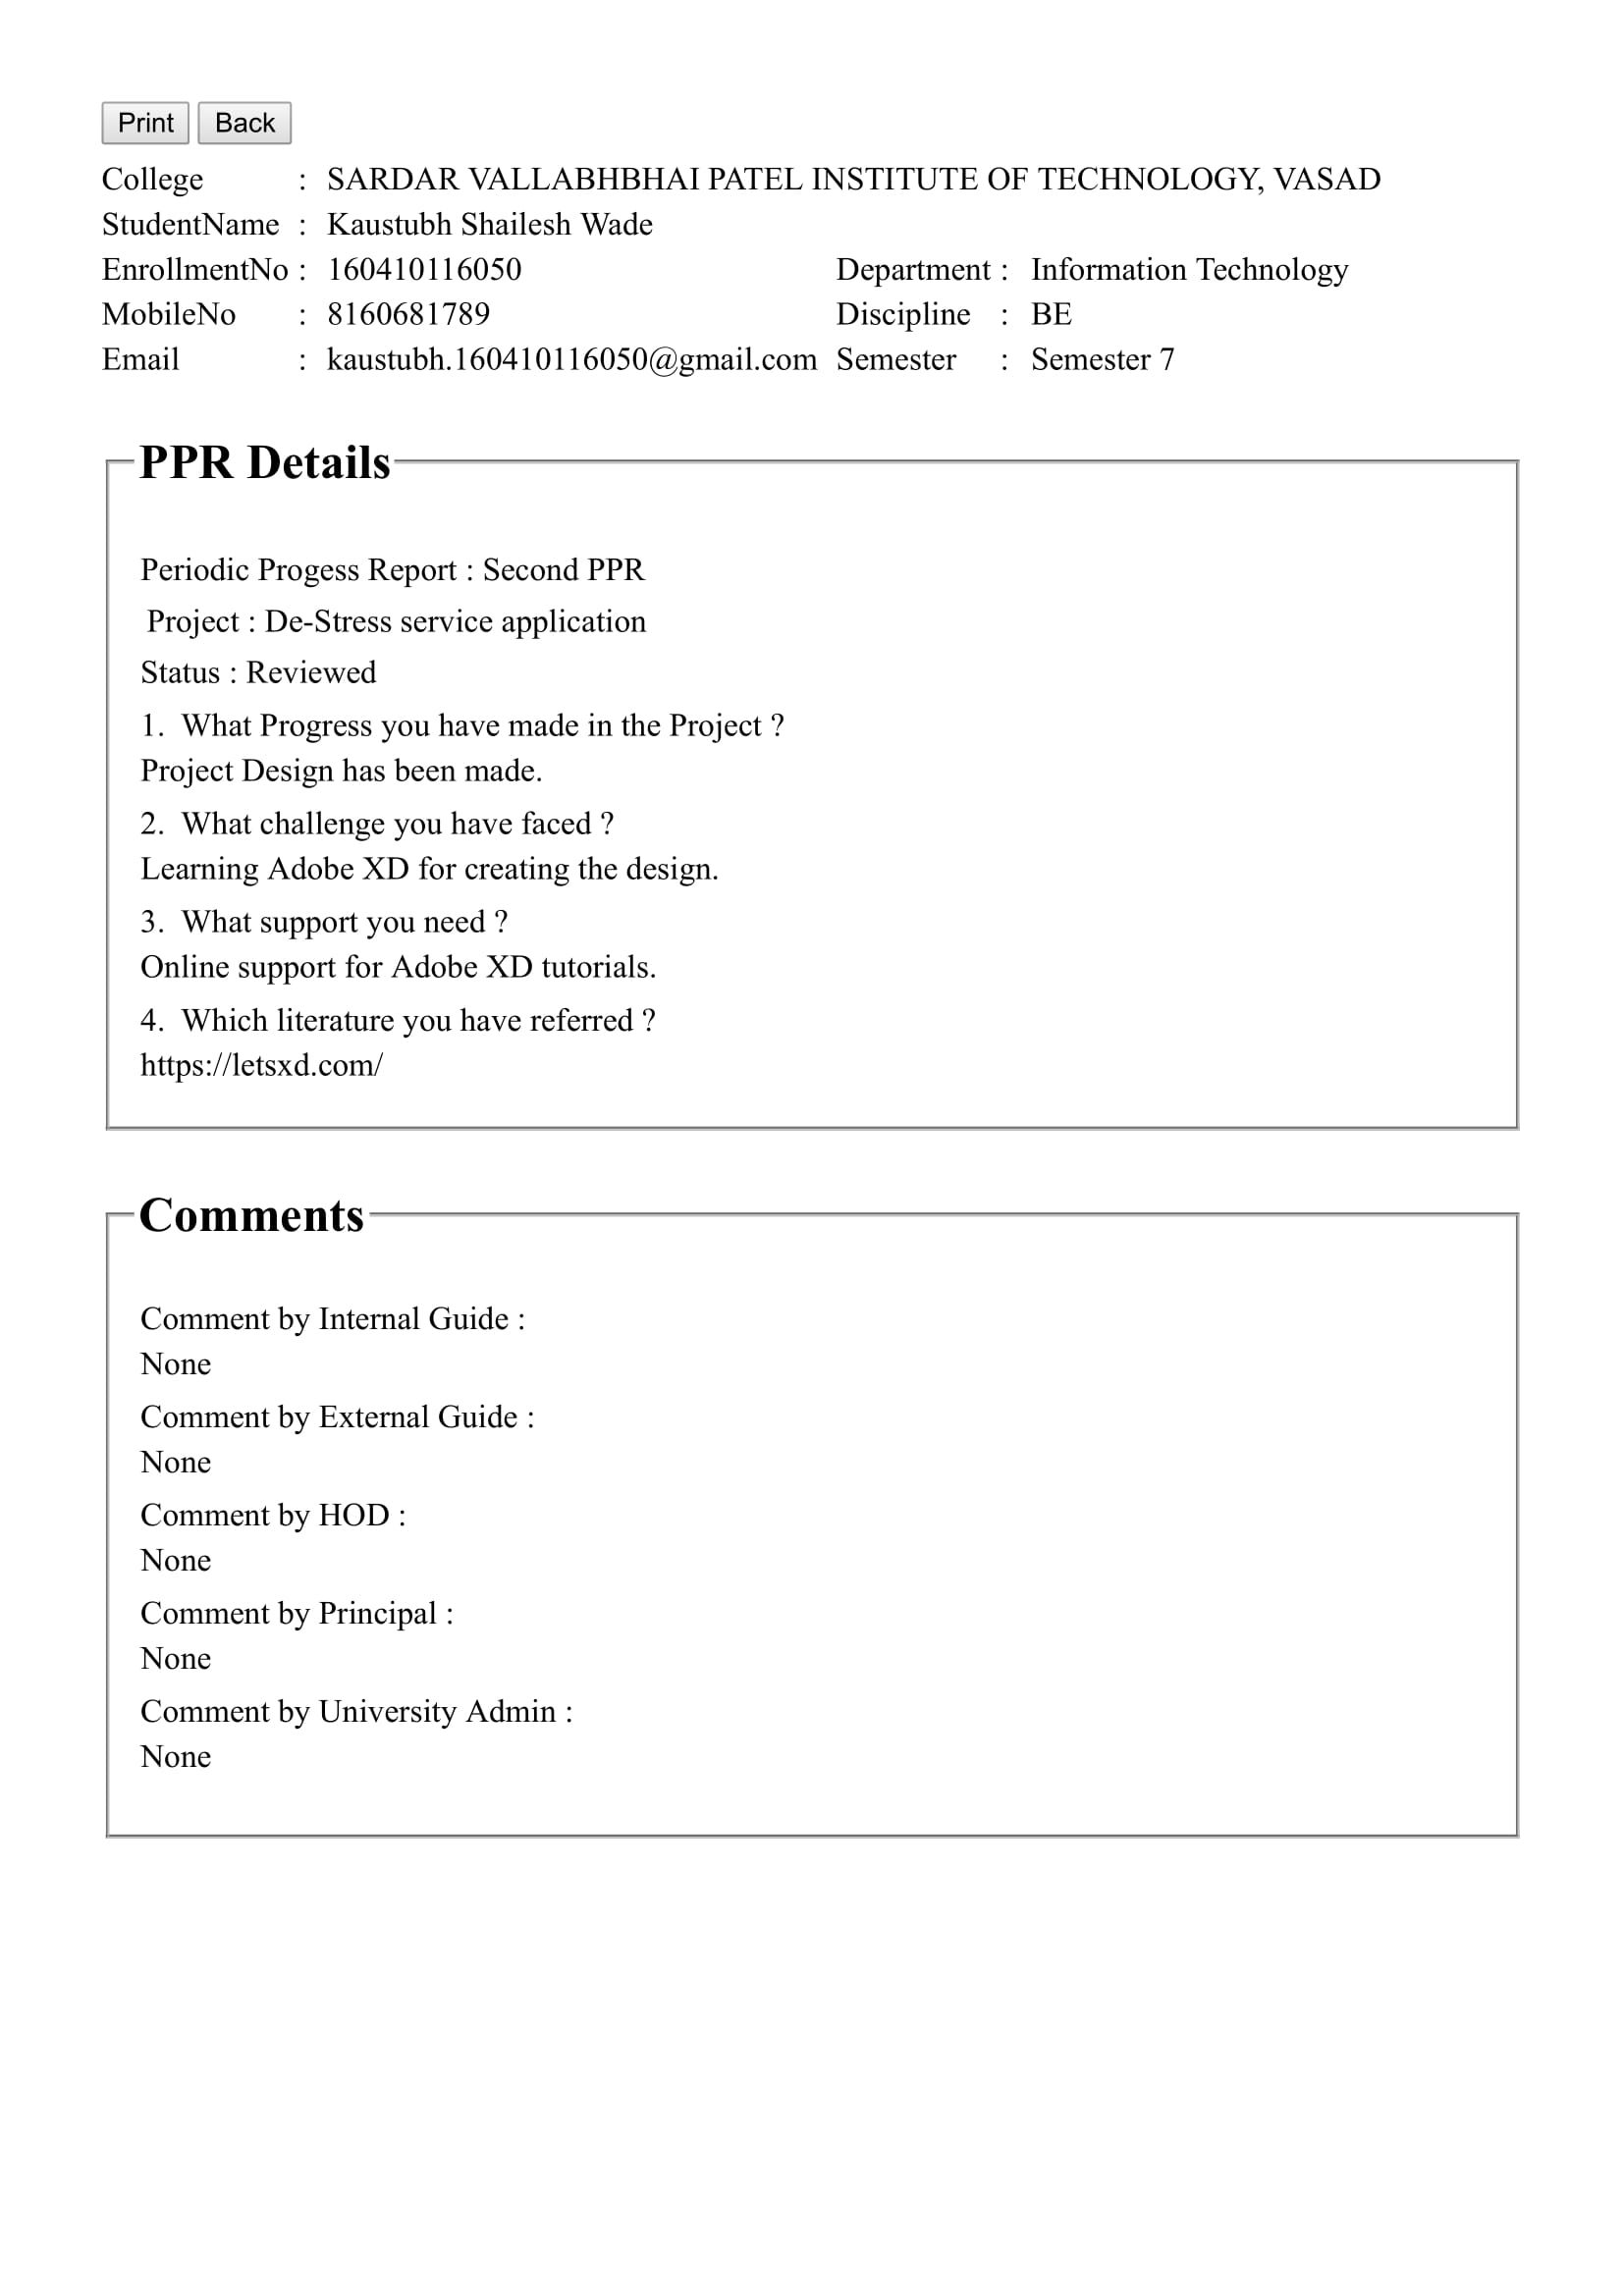 Print Back
College : SARDAR VALLABHBHAI PATEL INSTITUTE OF TECHNOLOGY, VASAD
StudentName : Kaustubh Shailesh Wade
EnrollmentNo : 160410116050 Department : Information Technology
MobileNo : 8160681789 Discipline : BE
Email : kaustubh.160410116050@gmail.com Semester : Semester 7
PPR Details
Periodic Progess Report : Second PPR
Project : De-Stress service application
Status : Reviewed
1. What Progress you have made in the Project ?
Project Design has been made.
2. What challenge you have faced ?
Learning Adobe XD for creating the design.
3. What support you need ?
Online support for Adobe XD tutorials.
4. Which literature you have referred ?
https://letsxd.com/
Comments
Comment by Internal Guide :
None
Comment by External Guide :
None
Comment by HOD :
None
Comment by Principal :
None
Comment by University Admin :
None